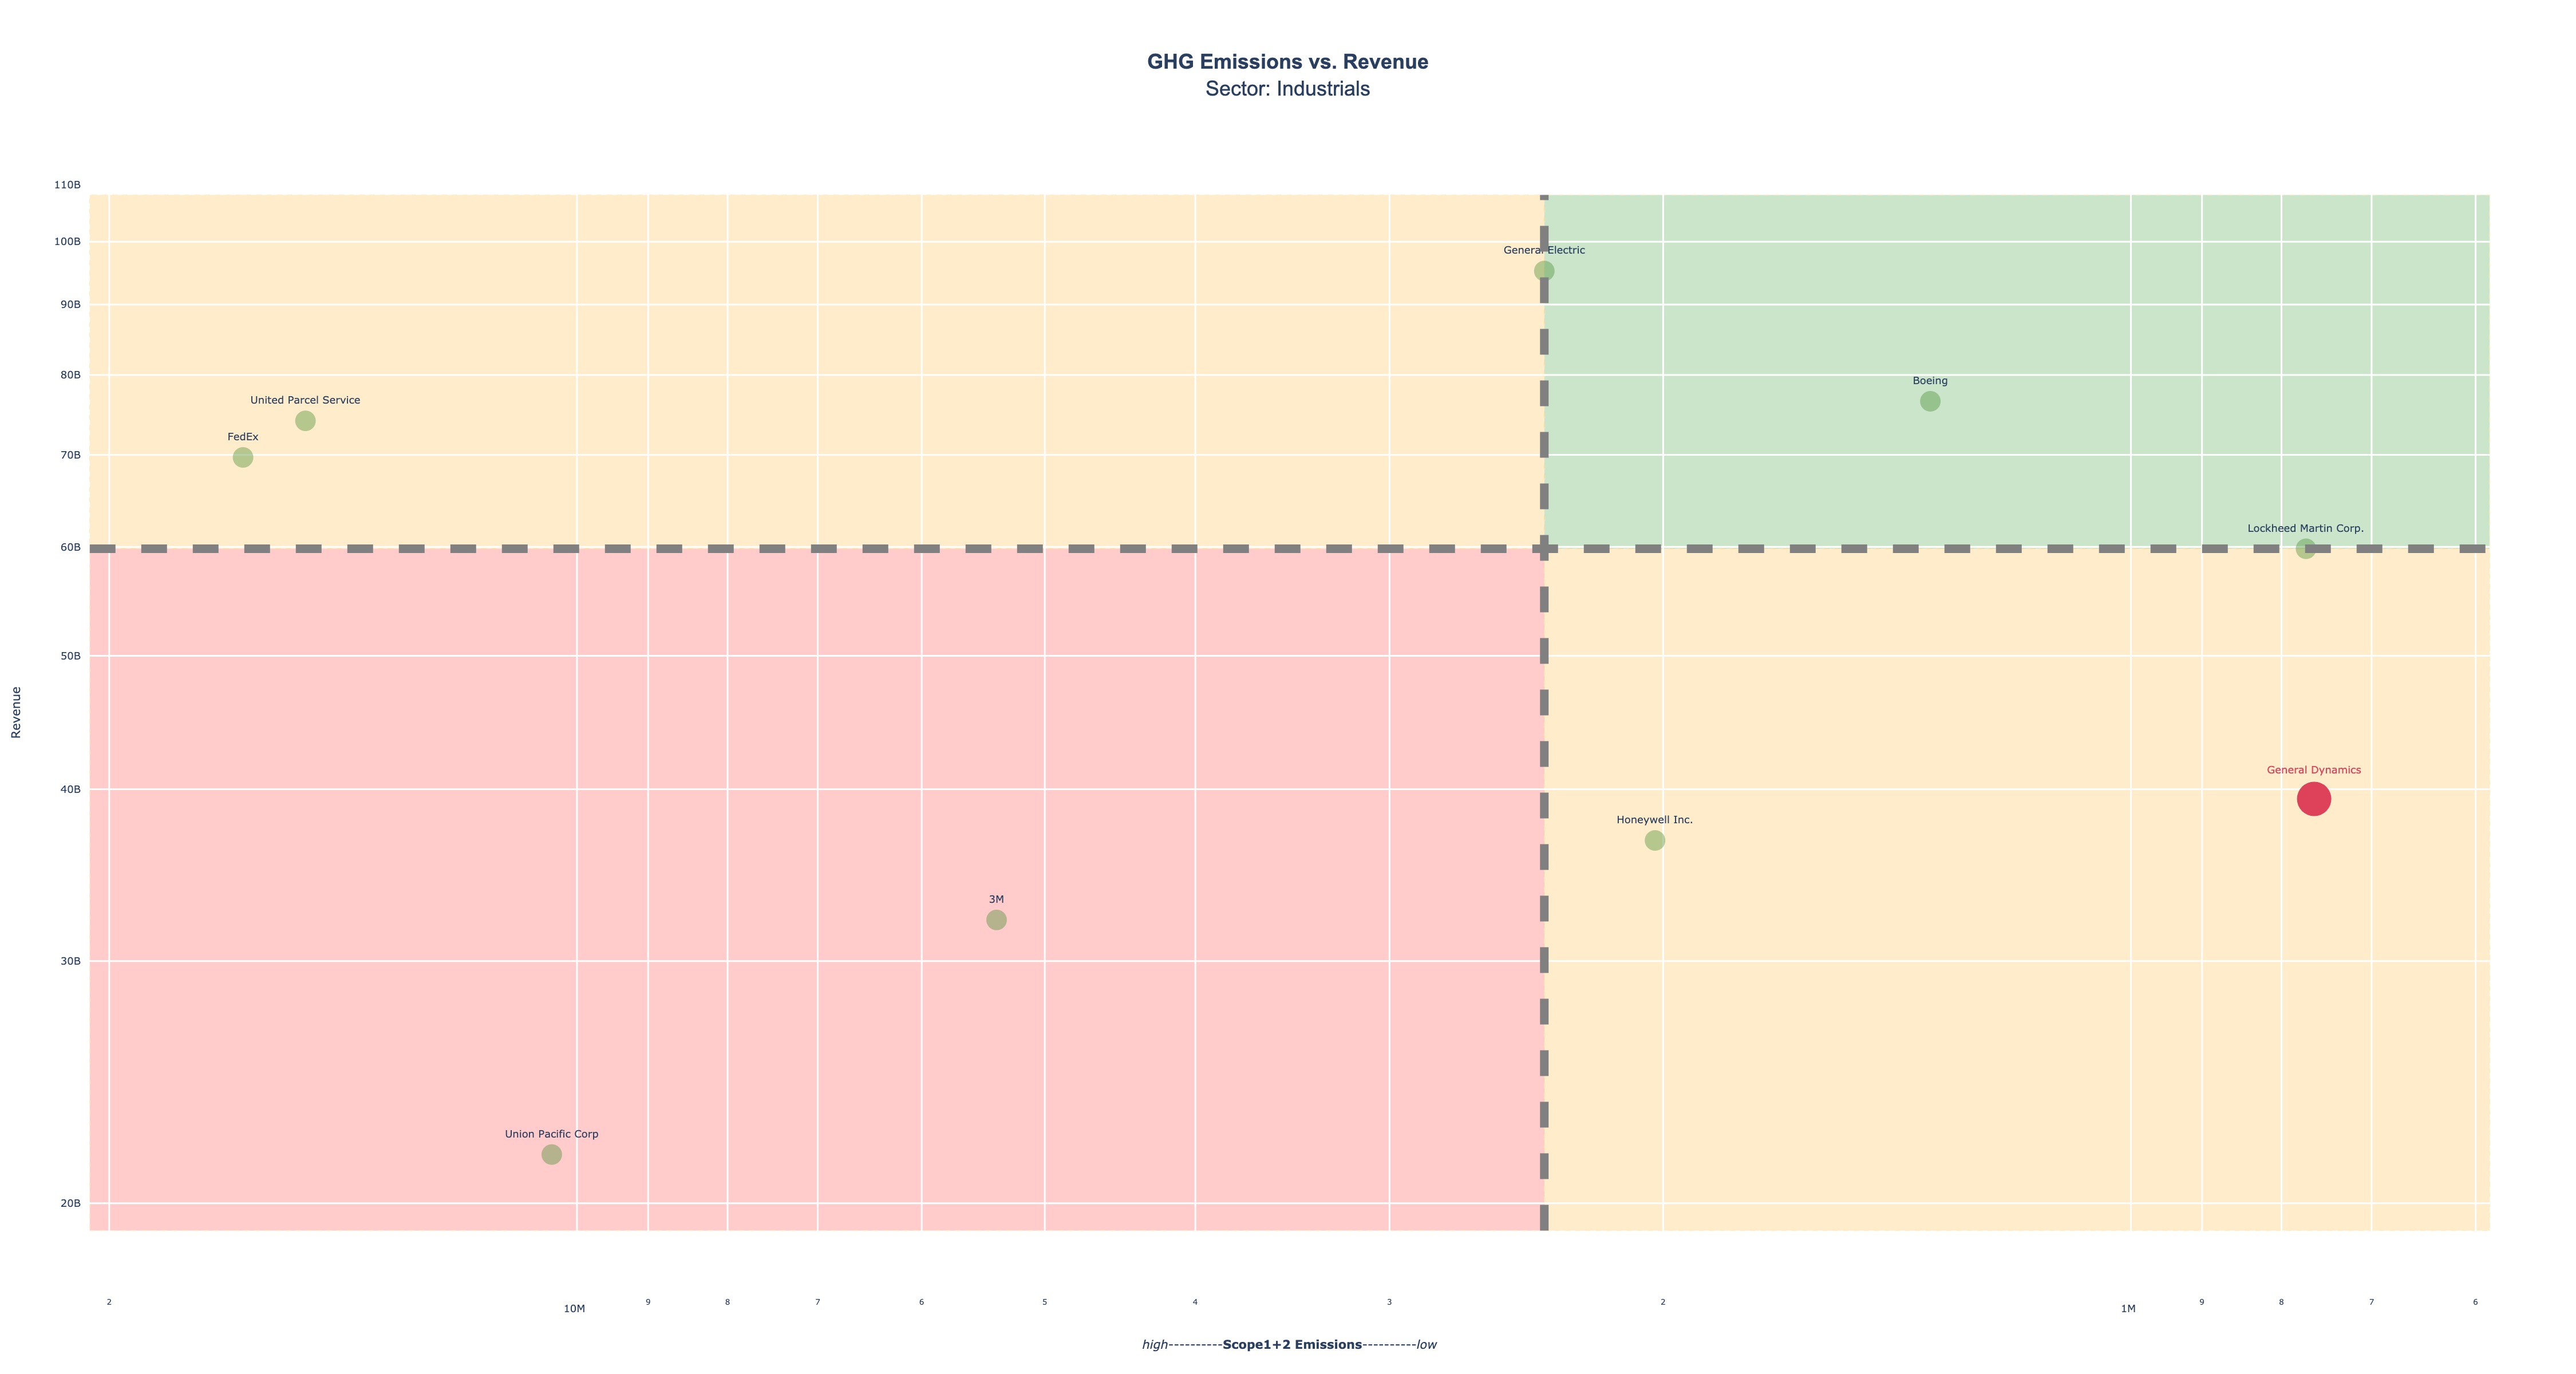 GHG Emissions vs. Revenue
Sector: Industrials
110B
100B
General Electric
90B
80B
Boeing
United Parcel Service
FedEx
70B
Lockheed Martin Corp.
60B
50B
Revenue
General Dynamics
40B
Honeywell Inc.
3M
30B
Union Pacific Corp
20B
2 10M 9 8 7 6 5 4 3 2 1M 9 8 7 6
high----------Scope1+2 Emissions----------low